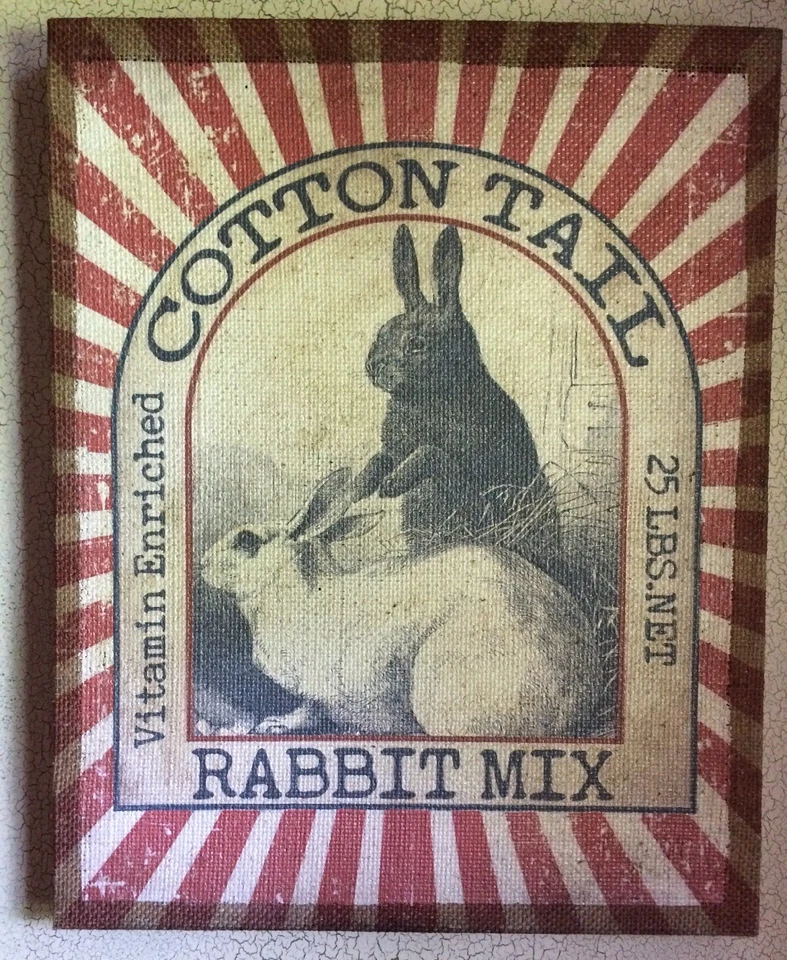 COTTON TAIL
Vitamin Enriched
25 LBS.NET
RABBIT MIX